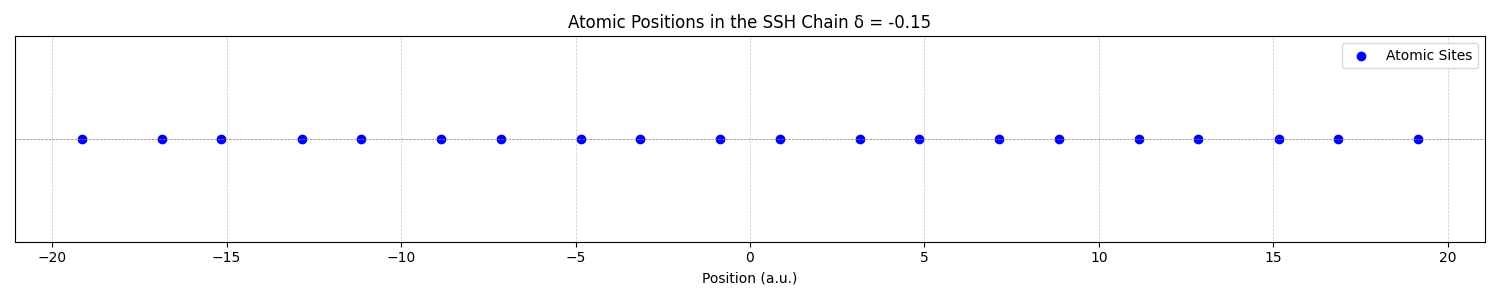 Atomic Positions in the SSH Chain δ = -0.15
Atomic Sites
−20 −15 −10 −5 0 5 10 15 20
Position (a.u.)